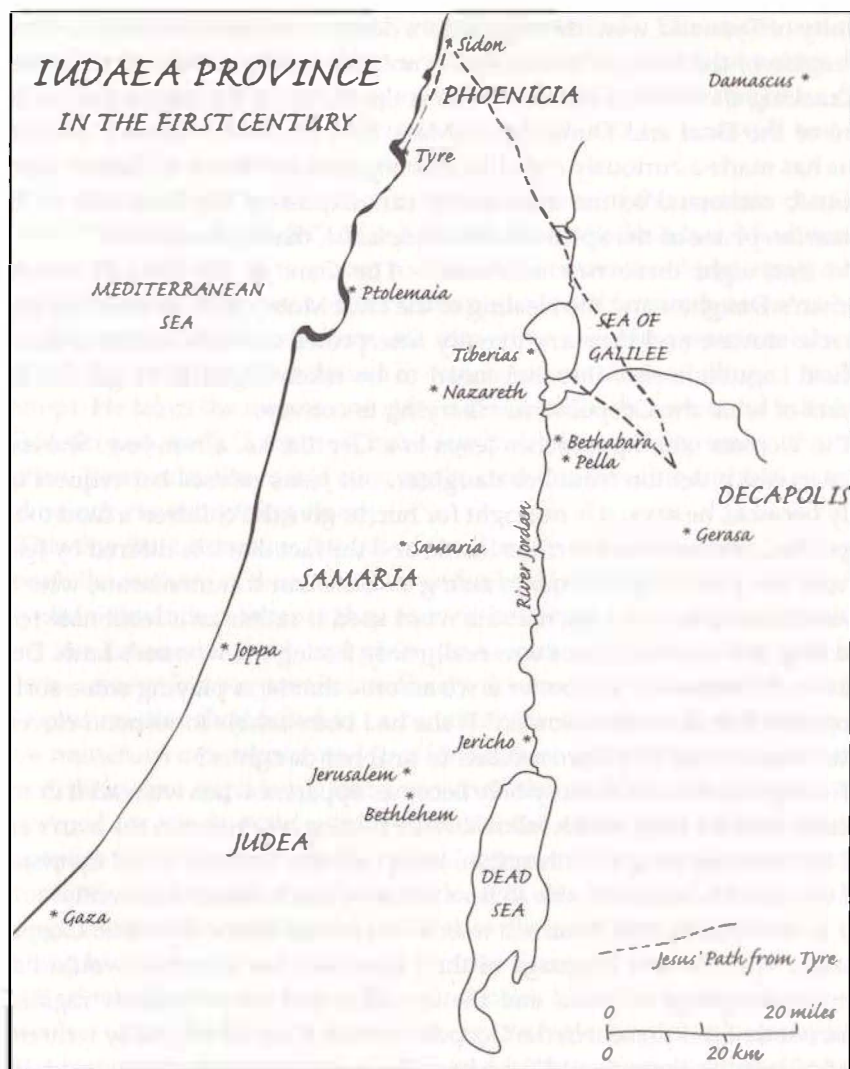 IUDAEA PROVINCE
IN THE FIRST CENTURY
* Sidon
PHOENICIA
Damascus *
Tyre
MEDITERRANEAN
SEA
* Ptolemaia
SEA OF
GALILEE
Tiberias *
* Nazareth
* Bethabara
* Pella
DECAPOLIS
* Gerasa
* Samaria
SAMARIA
River Jordan
* Joppa
Jericho *
Jerusalem *
* Bethlehem
JUDEA
DEAD
SEA
* Gaza
Jesus' Path from Tyre
0 20 miles
0 20 km